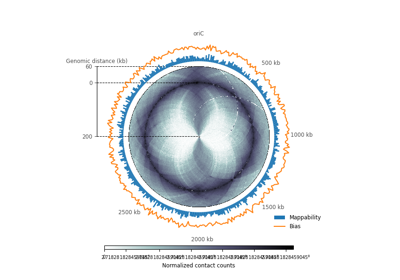 oriC
Genomic distance (kb)
60
0
200
500 kb
1000 kb
1500 kb
2000 kb
2500 kb
Mappability
Bias
Normalized contact counts